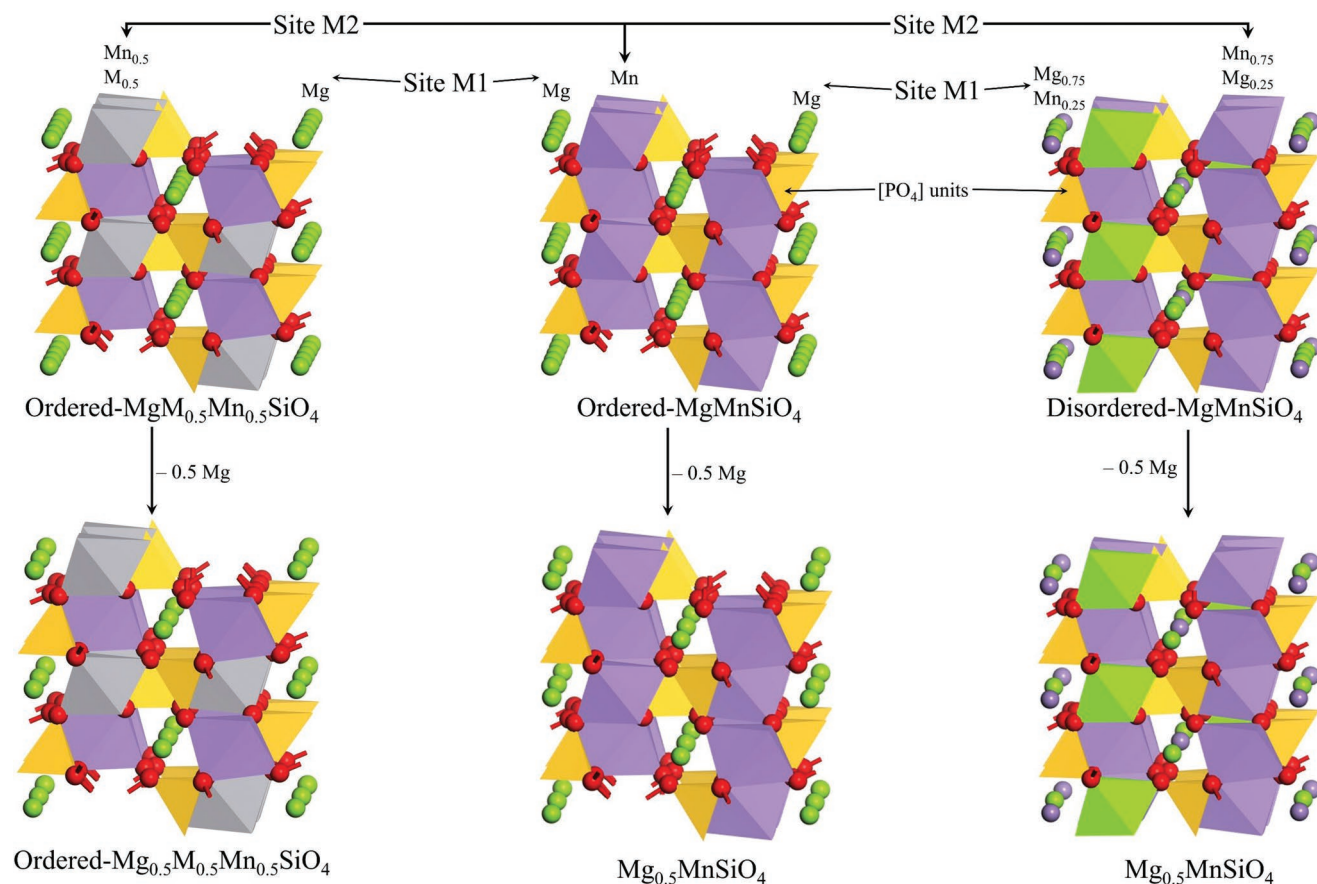 Site M2
Site M2
Mn₀.₅
M₀.₅
Mg
Site M1
Mg
Mn
Mg
Site M1
Mg₀.₇₅
Mn₀.₂₅
Mn₀.₇₅
Mg₀.₂₅
[PO₄] units
Ordered-MgM₀.₅Mn₀.₅SiO₄
Ordered-MgMnSiO₄
Disordered-MgMnSiO₄
– 0.5 Mg
– 0.5 Mg
– 0.5 Mg
Ordered-Mg₀.₅M₀.₅Mn₀.₅SiO₄
Mg₀.₅MnSiO₄
Mg₀.₅MnSiO₄